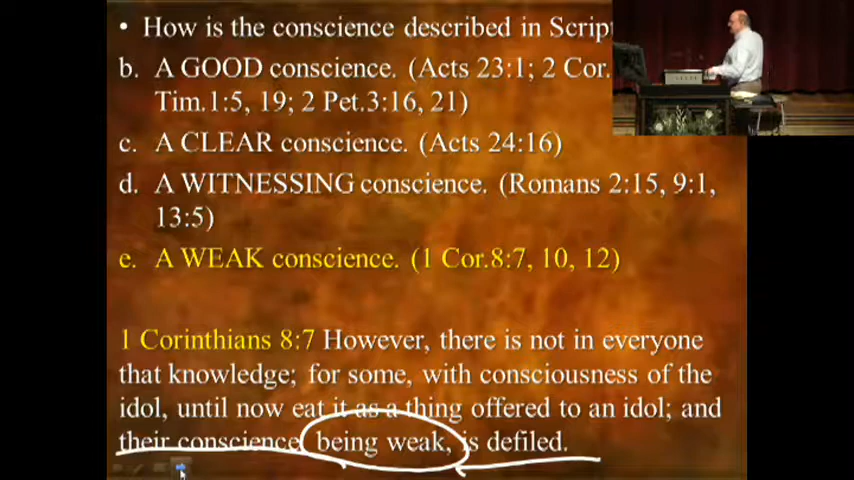 • How is the conscience described in Scrip
b. A GOOD conscience. (Acts 23:1; 2 Cor.
Tim.1:5, 19; 2 Pet.3:16, 21)
c. A CLEAR conscience. (Acts 24:16)
d. A WITNESSING conscience. (Romans 2:15, 9:1,
13:5)
e. A WEAK conscience. (1 Cor.8:7, 10, 12)
1 Corinthians 8:7 However, there is not in everyone
that knowledge; for some, with consciousness of the
idol, until now eat it as a thing offered to an idol; and
their conscience, being weak, is defiled.